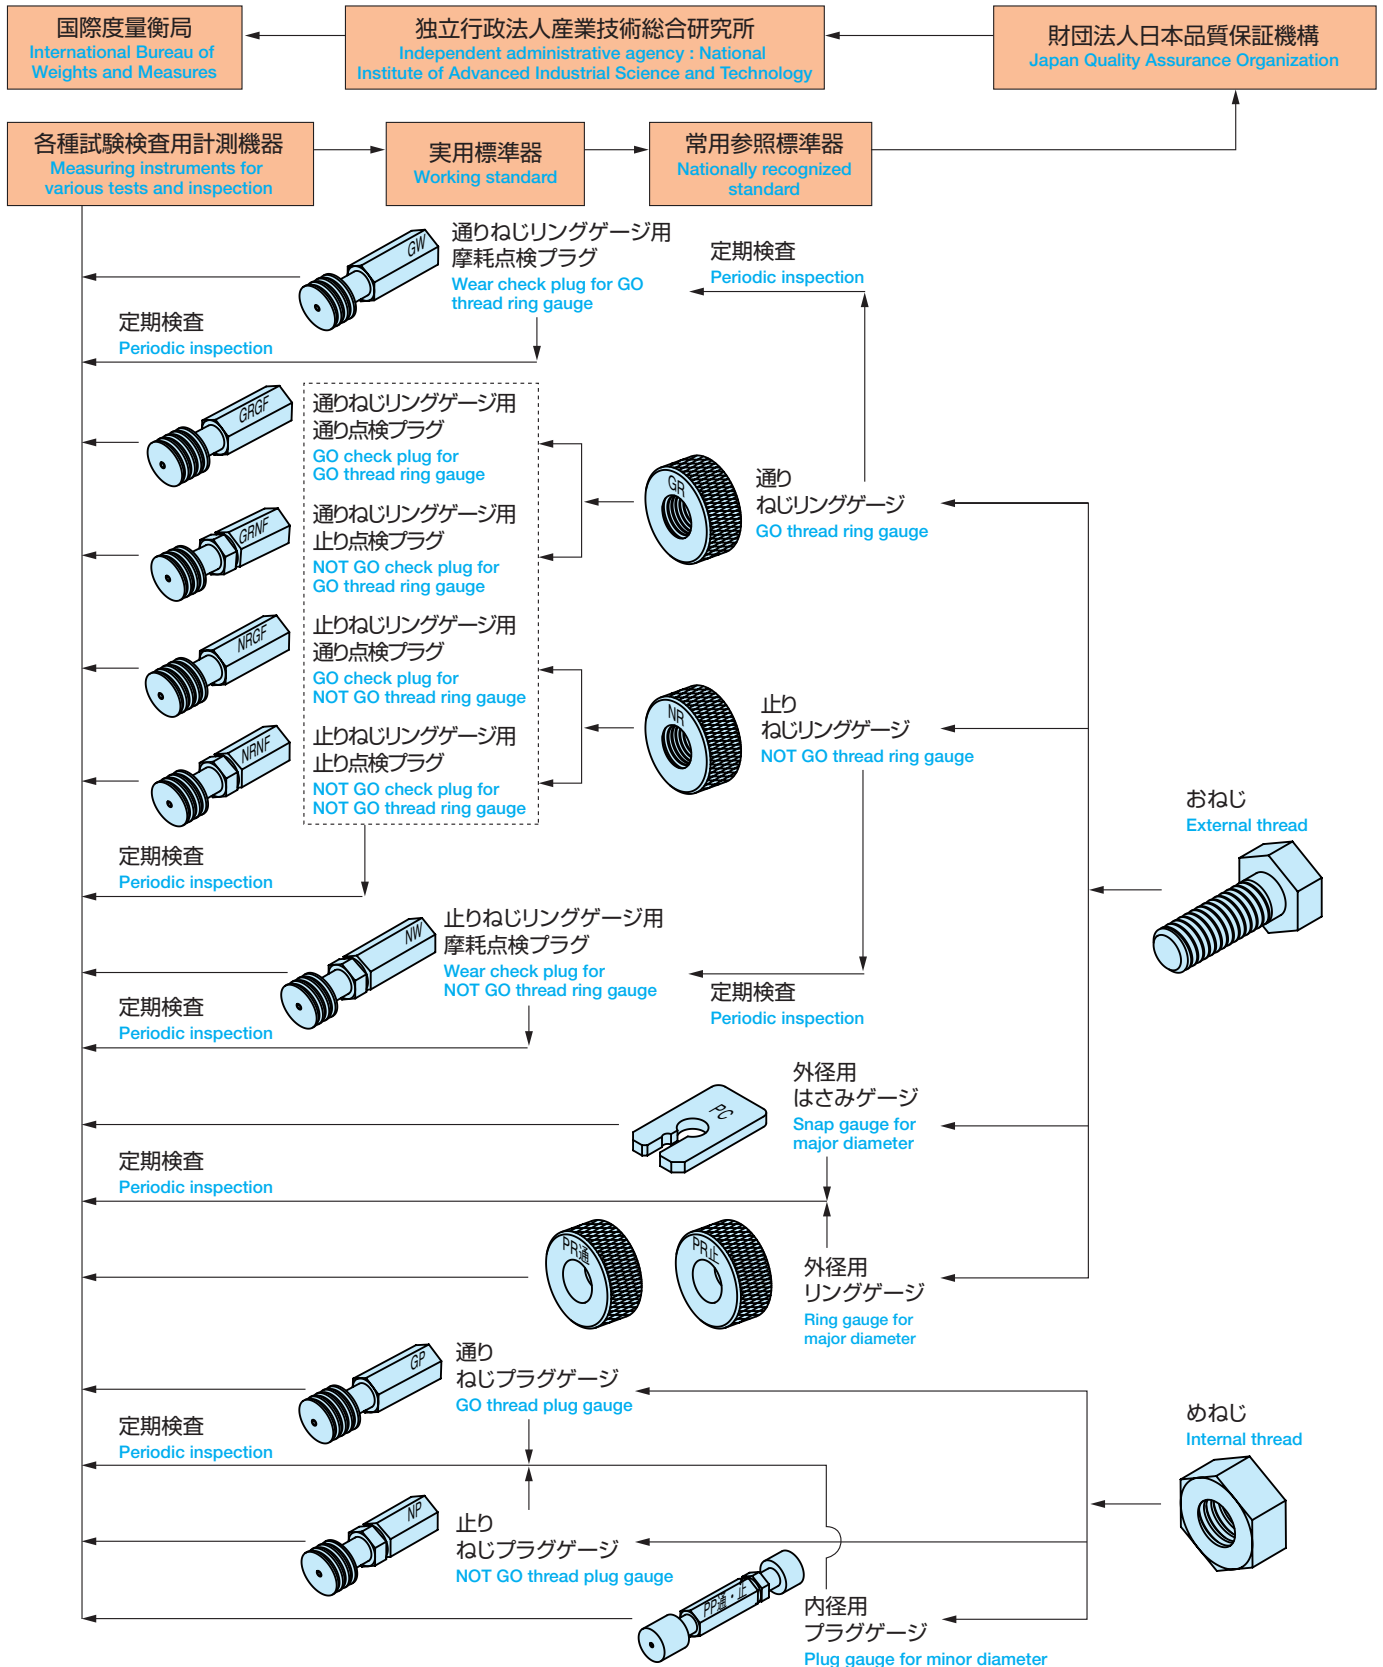 国際度量衡局
International Bureau of
Weights and Measures
独立行政法人産業技術総合研究所
Independent administrative agency : National
Institute of Advanced Industrial Science and Technology
財団法人日本品質保証機構
Japan Quality Assurance Organization
各種試験検査用計測機器
Measuring instruments for
various tests and inspection
実用標準器
Working standard
常用参照標準器
Nationally recognized
standard
GW
通りねじリングゲージ用
摩耗点検プラグ
Wear check plug for GO
thread ring gauge
定期検査
Periodic inspection
定期検査
Periodic inspection
GRGF
通りねじリングゲージ用
通り点検プラグ
GO check plug for
GO thread ring gauge
GRNF
通りねじリングゲージ用
止り点検プラグ
NOT GO check plug for
GO thread ring gauge
GR
通り
ねじリングゲージ
GO thread ring gauge
NRGF
止りねじリングゲージ用
通り点検プラグ
GO check plug for
NOT GO thread ring gauge
NRNF
止りねじリングゲージ用
止り点検プラグ
NOT GO check plug for
NOT GO thread ring gauge
NR
止り
ねじリングゲージ
NOT GO thread ring gauge
おねじ
External thread
定期検査
Periodic inspection
NW
止りねじリングゲージ用
摩耗点検プラグ
Wear check plug for
NOT GO thread ring gauge
定期検査
Periodic inspection
定期検査
Periodic inspection
PC
外径用
はさみゲージ
Snap gauge for
major diameter
定期検査
Periodic inspection
PR通
PR止
外径用
リングゲージ
Ring gauge for
major diameter
GP
通り
ねじプラグゲージ
GO thread plug gauge
定期検査
Periodic inspection
めねじ
Internal thread
NP
止り
ねじプラグゲージ
NOT GO thread plug gauge
PP通・止
内径用
プラグゲージ
Plug gauge for minor diameter